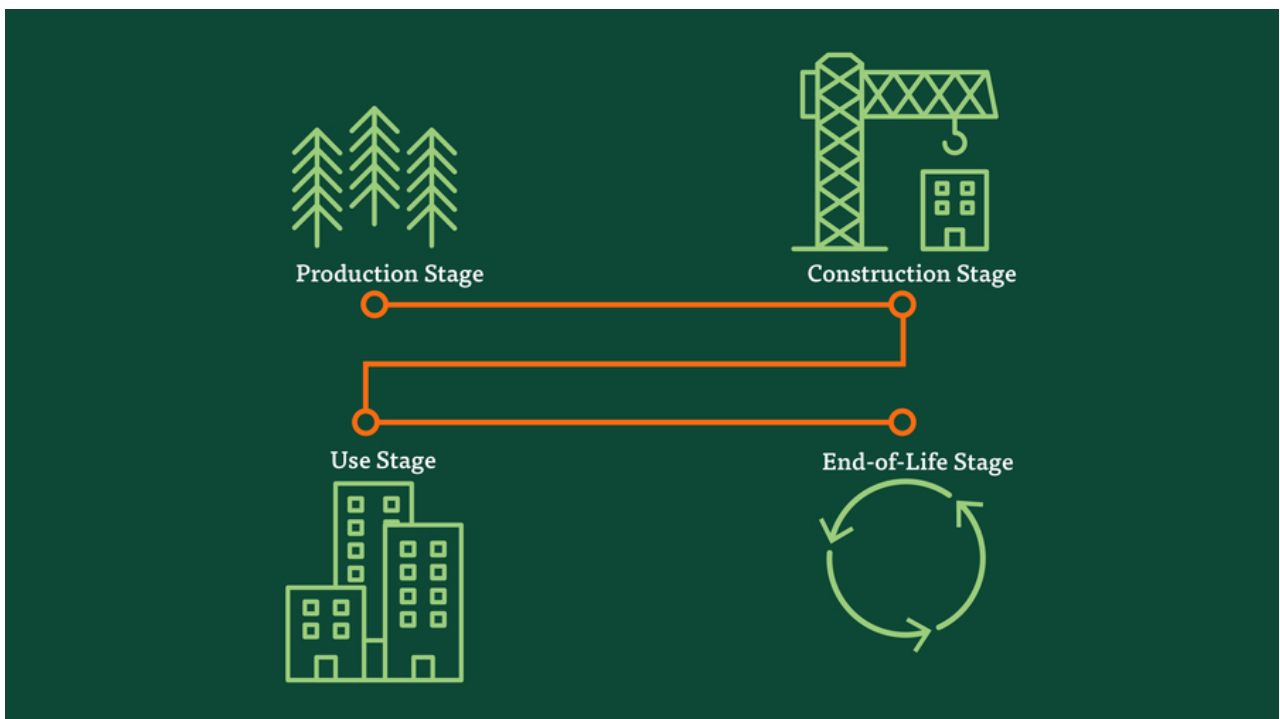 Production Stage
Construction Stage
Use Stage
End-of-Life Stage